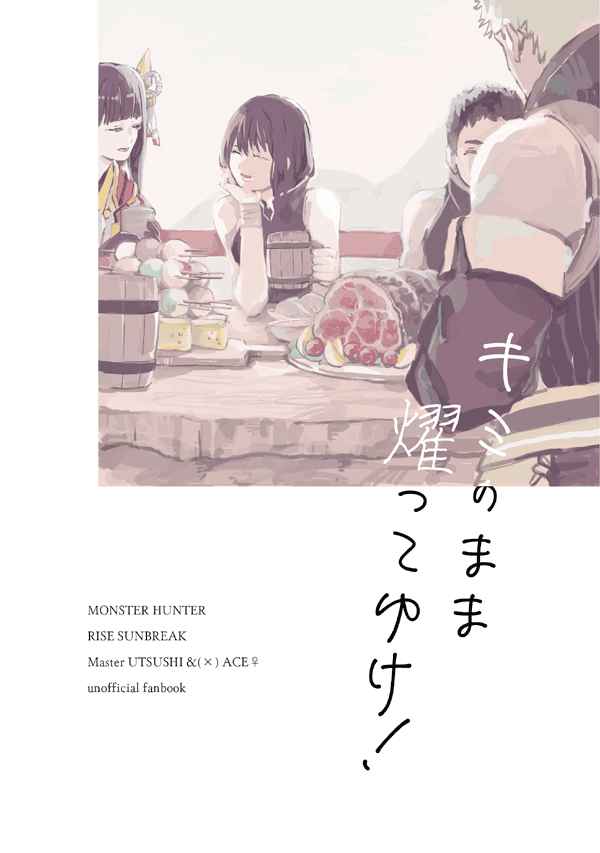 キミのまま
燿ってゆけ!
MONSTER HUNTER
RISE SUNBREAK
Master UTSUSHI &(×) ACE♀
unofficial fanbook